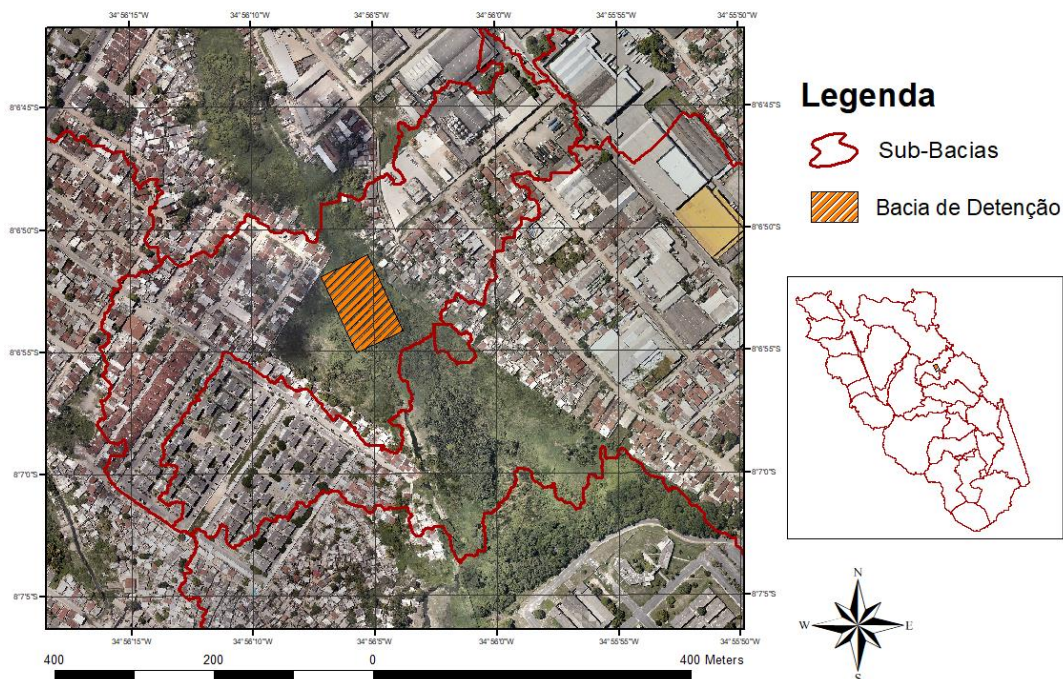 34°56'15"W 34°56'10"W 34°56'5"W 34°56'0"W 34°55'55"W 34°55'50"W
8°6'45"S 8°6'45"S
8°6'50"S 8°6'50"S
8°6'55"S 8°6'55"S
8°7'0"S 8°7'0"S
8°7'5"S 8°7'5"S
34°56'15"W 34°56'10"W 34°56'5"W 34°56'0"W 34°55'55"W 34°55'50"W
400 200 0 400 Meters
Legenda
Sub-Bacias
Bacia de Detenção
N
W E
S